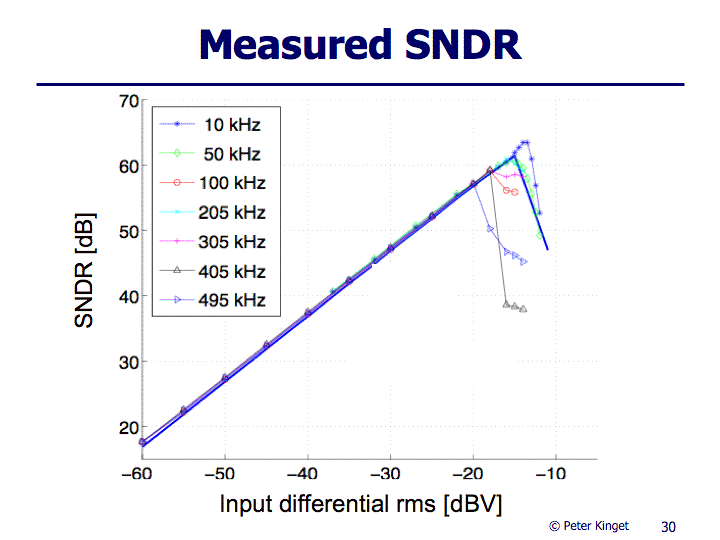 Measured SNDR
70
60
50
40
30
20
SNDR [dB]
10 kHz
50 kHz
100 kHz
205 kHz
305 kHz
405 kHz
495 kHz
−60 −50 −40 −30 −20 −10
Input differential rms [dBV]
© Peter Kinget 30